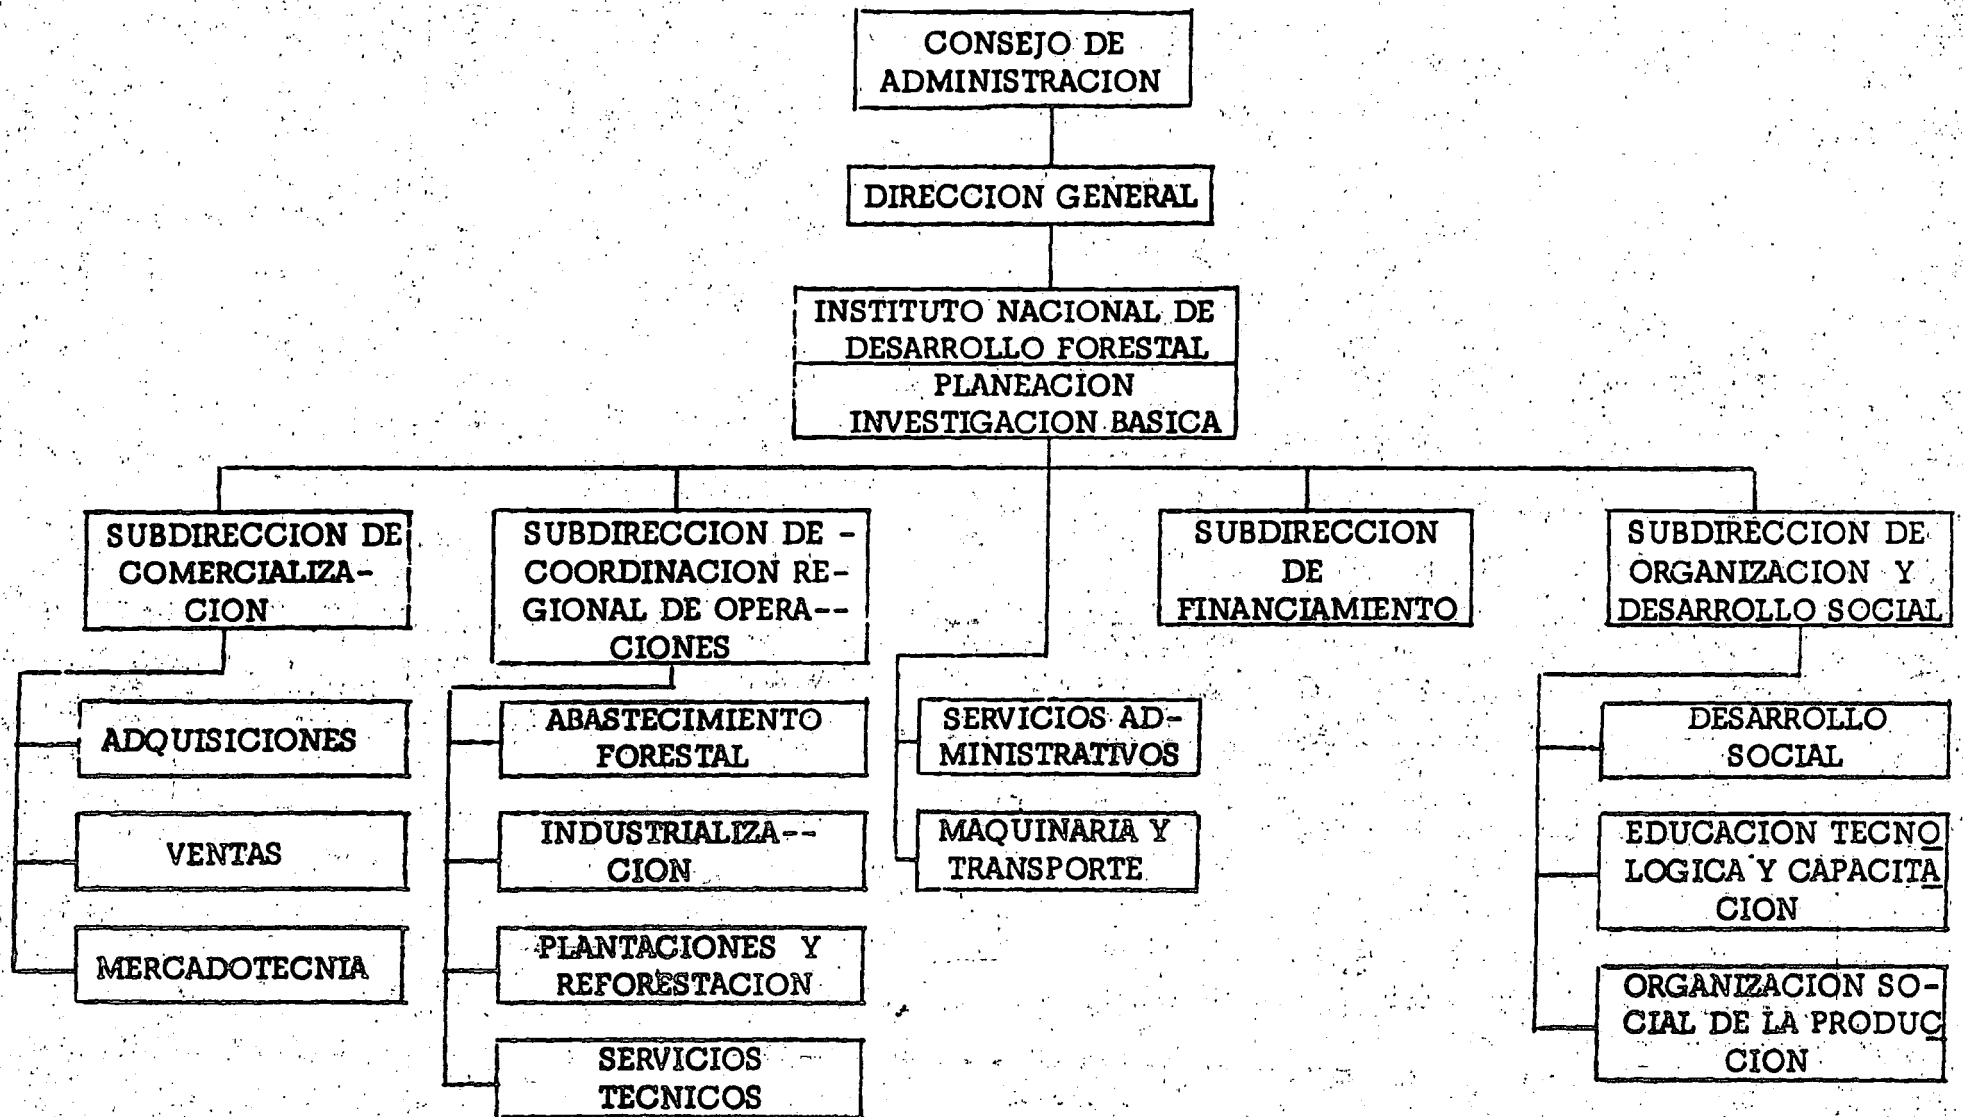 CONSEJO DE
ADMINISTRACION
DIRECCION GENERAL
INSTITUTO NACIONAL DE
DESARROLLO FORESTAL
PLANEACION
INVESTIGACION BASICA
SUBDIRECCION DE
COMERCIALIZA-
CION
ADQUISICIONES
VENTAS
MERCADOTECNIA
SUBDIRECCION DE -
COORDINACION RE-
GIONAL DE OPERA--
CIONES
ABASTECIMIENTO
FORESTAL
INDUSTRIALIZA--
CION
PLANTACIONES Y
REFORESTACION
SERVICIOS
TECNICOS
SERVICIOS AD-
MINISTRATIVOS
MAQUINARIA Y
TRANSPORTE
SUBDIRECCION
DE
FINANCIAMIENTO
SUBDIRECCION DE
ORGANIZACION Y
DESARROLLO SOCIAL
DESARROLLO
SOCIAL
EDUCACION TECNO
LOGICA Y CAPACITA
CION
ORGANIZACION SO-
CIAL DE LA PRODUC
CION